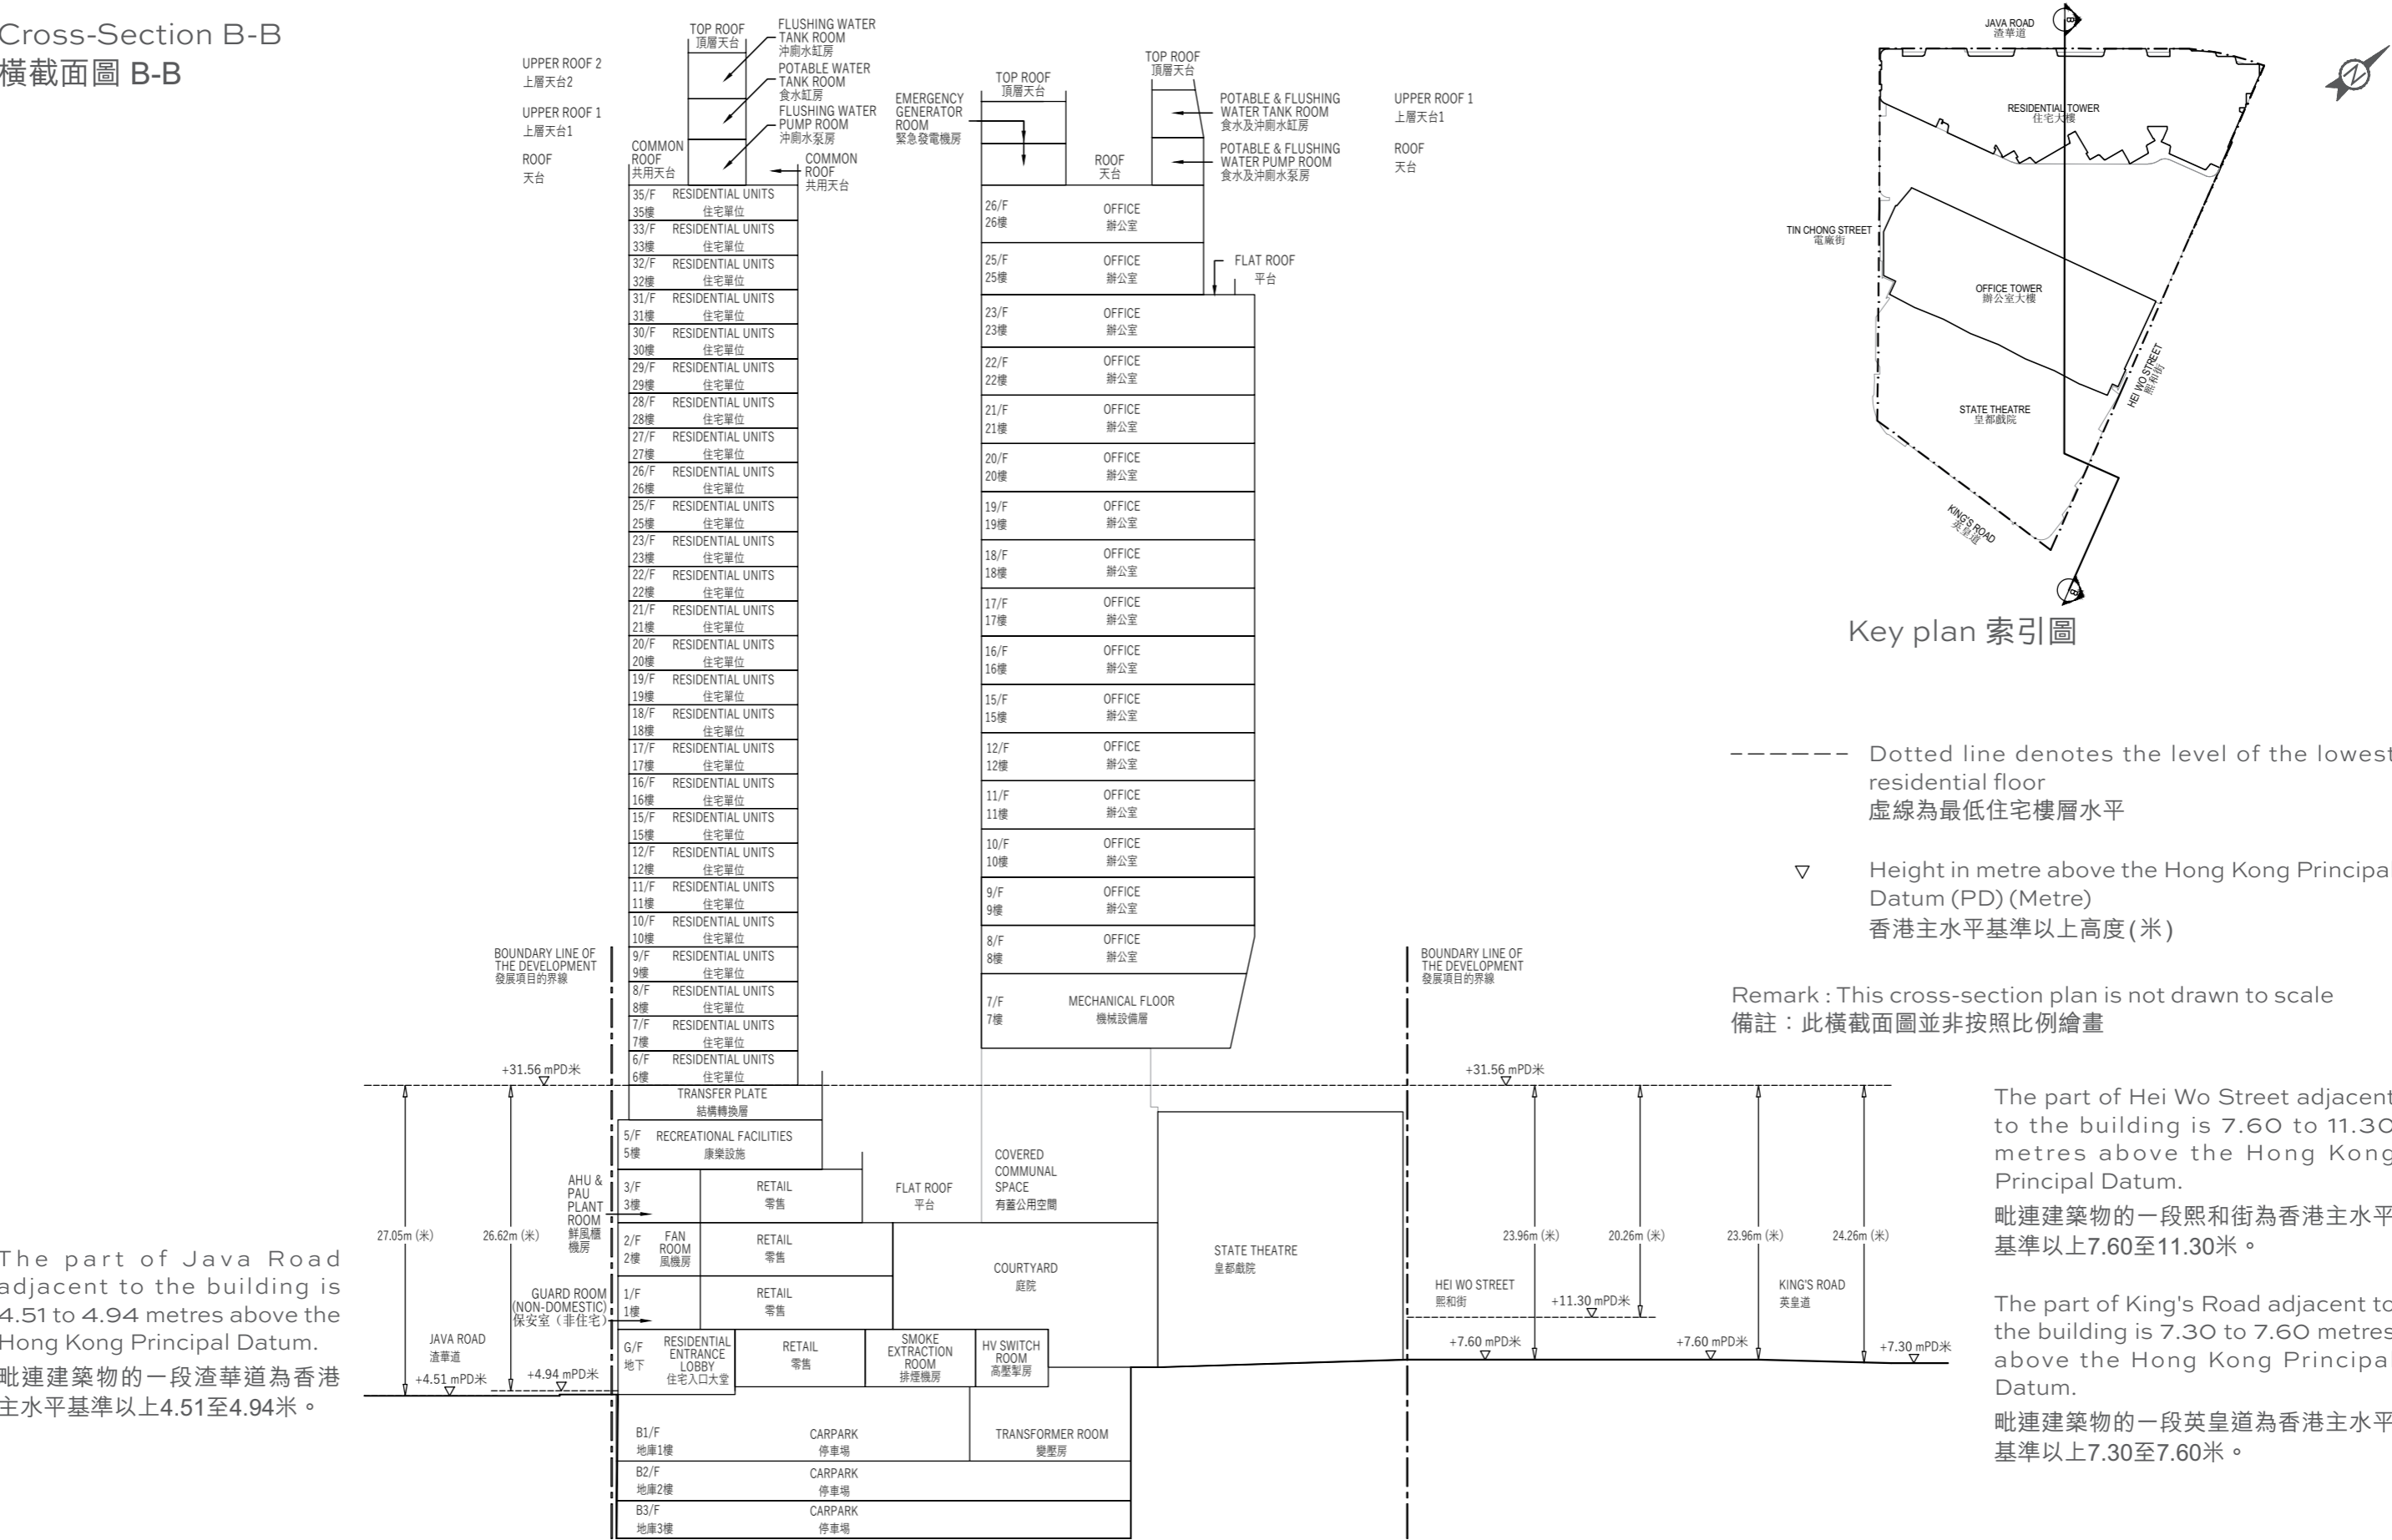 Cross-Section B-B
橫截面圖 B-B
UPPER ROOF 2
上層天台2
UPPER ROOF 1
上層天台1
ROOF
天台
TOP ROOF
頂層天台
FLUSHING WATER
TANK ROOM
沖廁水缸房
POTABLE WATER
TANK ROOM
食水缸房
FLUSHING WATER
PUMP ROOM
沖廁水泵房
COMMON
ROOF
共用天台
COMMON
ROOF
共用天台
EMERGENCY
GENERATOR
ROOM
緊急發電機房
TOP ROOF
頂層天台
ROOF
天台
TOP ROOF
頂層天台
POTABLE & FLUSHING
WATER TANK ROOM
食水及沖廁水缸房
POTABLE & FLUSHING
WATER PUMP ROOM
食水及沖廁水泵房
UPPER ROOF 1
上層天台1
ROOF
天台
35/F RESIDENTIAL UNITS
35樓 住宅單位
33/F RESIDENTIAL UNITS
33樓 住宅單位
32/F RESIDENTIAL UNITS
32樓 住宅單位
31/F RESIDENTIAL UNITS
31樓 住宅單位
30/F RESIDENTIAL UNITS
30樓 住宅單位
29/F RESIDENTIAL UNITS
29樓 住宅單位
28/F RESIDENTIAL UNITS
28樓 住宅單位
27/F RESIDENTIAL UNITS
27樓 住宅單位
26/F RESIDENTIAL UNITS
26樓 住宅單位
25/F RESIDENTIAL UNITS
25樓 住宅單位
23/F RESIDENTIAL UNITS
23樓 住宅單位
22/F RESIDENTIAL UNITS
22樓 住宅單位
21/F RESIDENTIAL UNITS
21樓 住宅單位
20/F RESIDENTIAL UNITS
20樓 住宅單位
19/F RESIDENTIAL UNITS
19樓 住宅單位
18/F RESIDENTIAL UNITS
18樓 住宅單位
17/F RESIDENTIAL UNITS
17樓 住宅單位
16/F RESIDENTIAL UNITS
16樓 住宅單位
15/F RESIDENTIAL UNITS
15樓 住宅單位
12/F RESIDENTIAL UNITS
12樓 住宅單位
11/F RESIDENTIAL UNITS
11樓 住宅單位
10/F RESIDENTIAL UNITS
10樓 住宅單位
9/F RESIDENTIAL UNITS
9樓 住宅單位
8/F RESIDENTIAL UNITS
8樓 住宅單位
7/F RESIDENTIAL UNITS
7樓 住宅單位
6/F RESIDENTIAL UNITS
6樓 住宅單位
TRANSFER PLATE
結構轉換層
5/F RECREATIONAL FACILITIES
5樓 康樂設施
3/F RETAIL
3樓 零售
2/F FAN ROOM RETAIL
2樓 風機房 零售
1/F RETAIL
1樓 零售
G/F RESIDENTIAL ENTRANCE LOBBY
地下 住宅入口大堂
RETAIL
零售
SMOKE
EXTRACTION
ROOM
排煙機房
HV SWITCH
ROOM
高壓掣房
B1/F CARPARK
地庫1樓 停車場
TRANSFORMER ROOM
變壓房
B2/F CARPARK
地庫2樓 停車場
B3/F CARPARK
地庫3樓 停車場
26/F OFFICE
26樓 辦公室
25/F OFFICE
25樓 辦公室
FLAT ROOF
平台
23/F OFFICE
23樓 辦公室
22/F OFFICE
22樓 辦公室
21/F OFFICE
21樓 辦公室
20/F OFFICE
20樓 辦公室
19/F OFFICE
19樓 辦公室
18/F OFFICE
18樓 辦公室
17/F OFFICE
17樓 辦公室
16/F OFFICE
16樓 辦公室
15/F OFFICE
15樓 辦公室
12/F OFFICE
12樓 辦公室
11/F OFFICE
11樓 辦公室
10/F OFFICE
10樓 辦公室
9/F OFFICE
9樓 辦公室
8/F OFFICE
8樓 辦公室
7/F MECHANICAL FLOOR
7樓 機械設備層
FLAT ROOF
平台
COVERED
COMMUNAL
SPACE
有蓋公用空間
COURTYARD
庭院
STATE THEATRE
皇都戲院
BOUNDARY LINE OF
THE DEVELOPMENT
發展項目的界線
BOUNDARY LINE OF
THE DEVELOPMENT
發展項目的界線
AHU &
PAU
PLANT
ROOM
鮮風櫃
機房
GUARD ROOM
(NON-DOMESTIC)
保安室（非住宅）
+31.56 mPD米
27.05m (米)
26.62m (米)
JAVA ROAD
渣華道
+4.51 mPD米
+4.94 mPD米
The part of Java Road
adjacent to the building is
4.51 to 4.94 metres above the
Hong Kong Principal Datum.
毗連建築物的一段渣華道為香港
主水平基準以上4.51至4.94米。
+31.56 mPD米
23.96m (米)
20.26m (米)
23.96m (米)
24.26m (米)
HEI WO STREET
熙和街
+11.30 mPD米
KING'S ROAD
英皇道
+7.60 mPD米
+7.60 mPD米
+7.30 mPD米
JAVA ROAD
渣華道
B
N
RESIDENTIAL TOWER
住宅大樓
TIN CHONG STREET
電廠街
OFFICE TOWER
辦公室大樓
HEI WO STREET
熙和街
STATE THEATRE
皇都戲院
KING'S ROAD
英皇道
B
Key plan 索引圖
Dotted line denotes the level of the lowest
residential floor
虛線為最低住宅樓層水平
Height in metre above the Hong Kong Principal
Datum (PD) (Metre)
香港主水平基準以上高度(米)
Remark : This cross-section plan is not drawn to scale
備註：此橫截面圖並非按照比例繪畫
The part of Hei Wo Street adjacent
to the building is 7.60 to 11.30
metres above the Hong Kong
Principal Datum.
毗連建築物的一段熙和街為香港主水平
基準以上7.60至11.30米。
The part of King's Road adjacent to
the building is 7.30 to 7.60 metres
above the Hong Kong Principal
Datum.
毗連建築物的一段英皇道為香港主水平
基準以上7.30至7.60米。